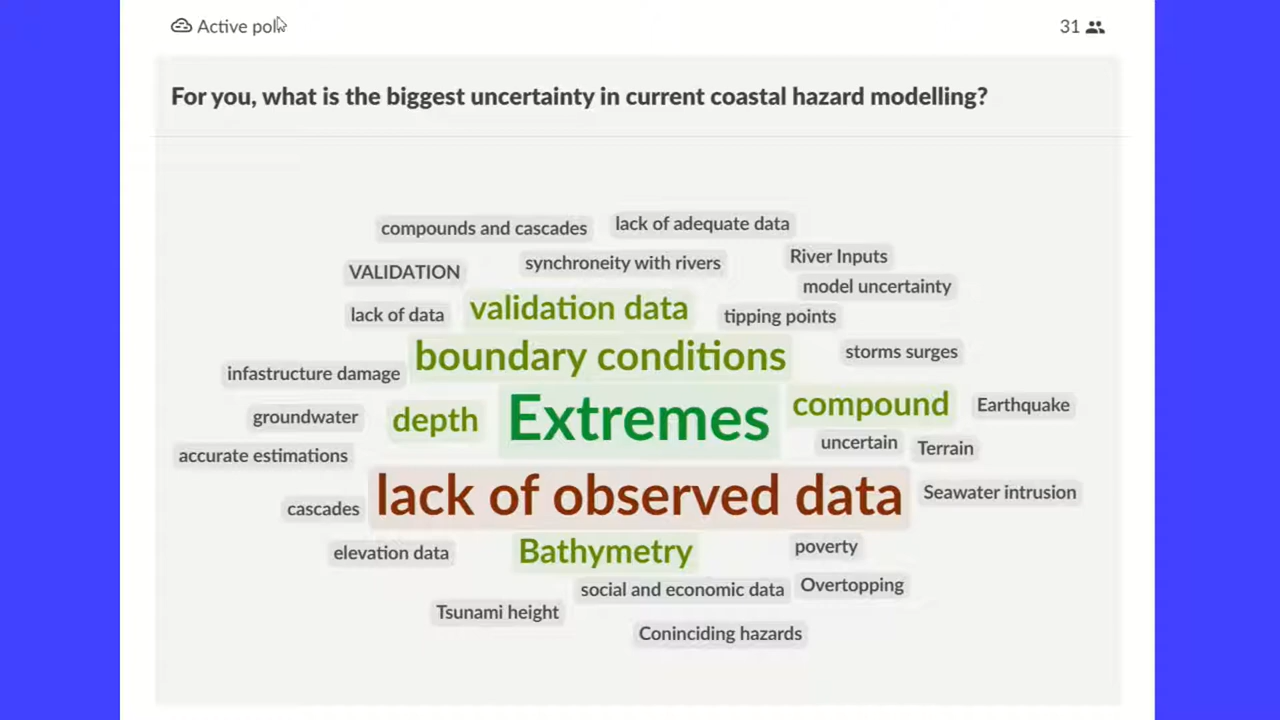 Active poll
31
For you, what is the biggest uncertainty in current coastal hazard modelling?
compounds and cascades
lack of adequate data
VALIDATION
synchroneity with rivers
River Inputs
model uncertainty
lack of data
validation data
tipping points
boundary conditions
storms surges
infastructure damage
groundwater
depth
Extremes
compound
Earthquake
uncertain
Terrain
accurate estimations
cascades
lack of observed data
Seawater intrusion
elevation data
Bathymetry
poverty
social and economic data
Overtopping
Tsunami height
Coninciding hazards